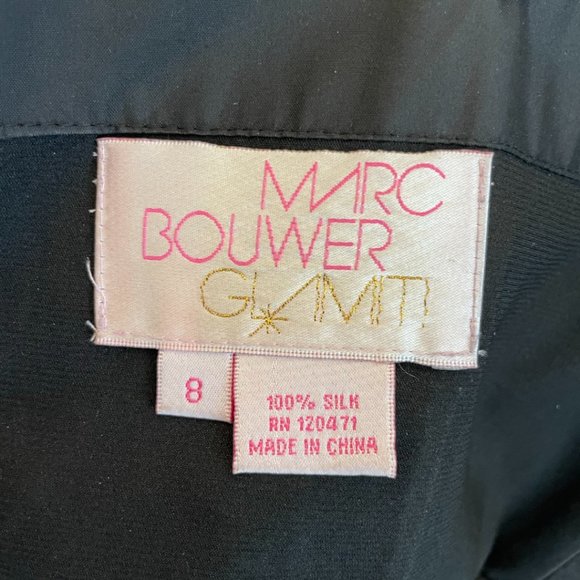 MARC
BOUWER
GLAMIT!
8
100% SILK
RN 120471
MADE IN CHINA